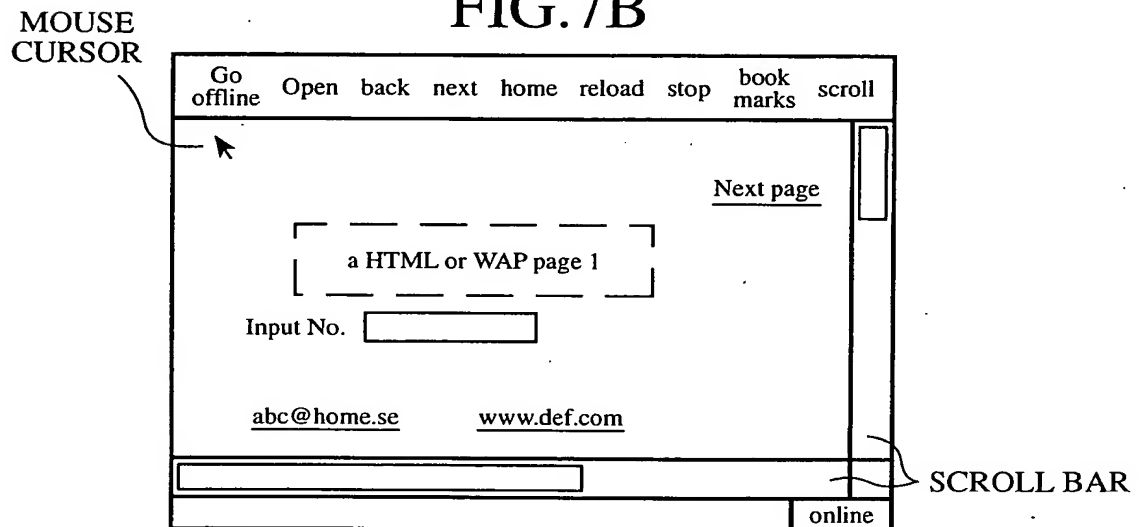 FIG. 7B
MOUSE
CURSOR
Go
offline
Open back next home reload stop
book
marks
scroll
Next page
a HTML or WAP page 1
Input No.
abc@home.se www.def.com
SCROLL BAR
online